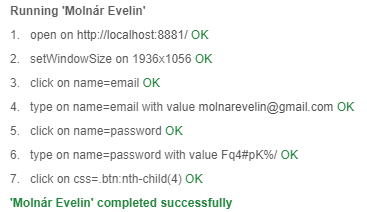 Running 'Molnár Evelin'
1. open on http://localhost:8881/ OK
2. setWindowSize on 1936x1056 OK
3. click on name=email OK
4. type on name=email with value molnarevelin@gmail.com OK
5. click on name=password OK
6. type on name=password with value Fq4#pK%/ OK
7. click on css=.btn:nth-child(4) OK
'Molnár Evelin' completed successfully